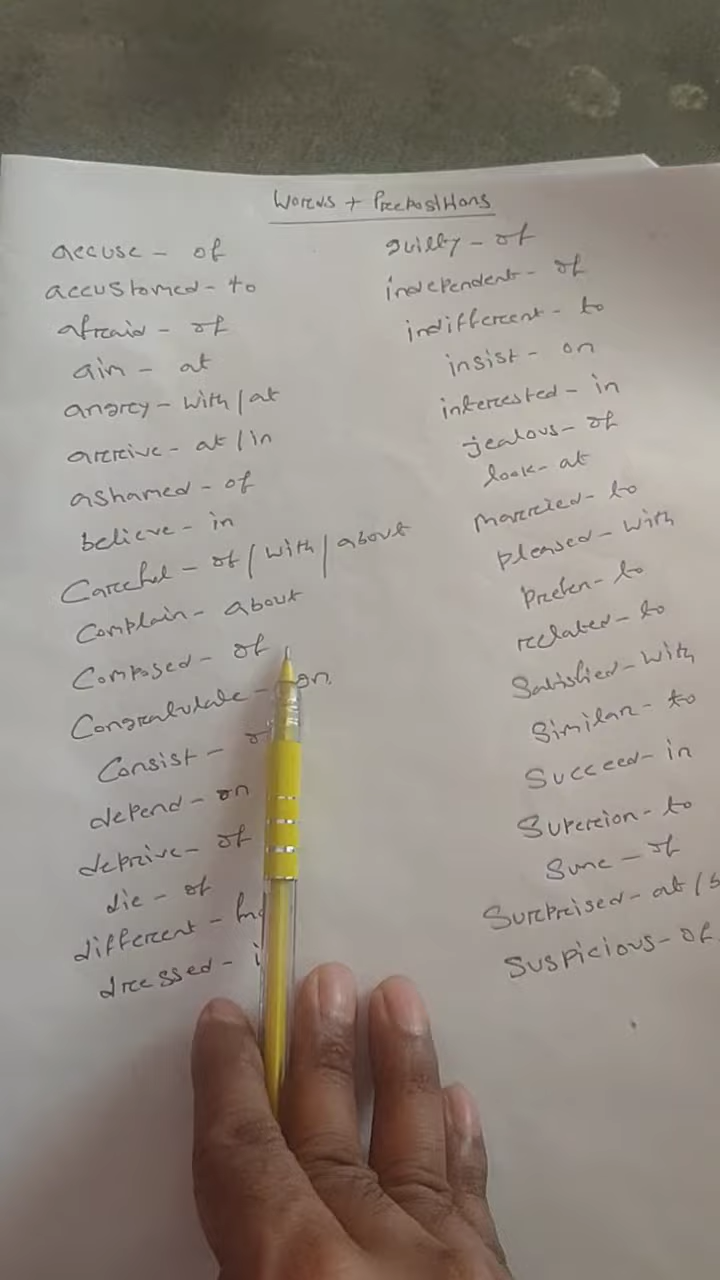 Words + Prepositions
accuse - of
accustomed - to
afraid - of
aim - at
angry - with/at
arrive - at/in
ashamed - of
believe - in
Careful - of/with/about
Complain - about
Composed - of
Congratulate - on
Consist -
depend - on
deprive - of
die - of
different -
dressed -
guilty - of
independent - of
indifferent - to
insist - on
interested - in
jealous - of
look - at
married - to
pleased - with
prefer - to
related - to
Satisfied - with
Similar - to
Succeed - in
Superior - to
Sure - of
Surprised - at/
Suspicious - of